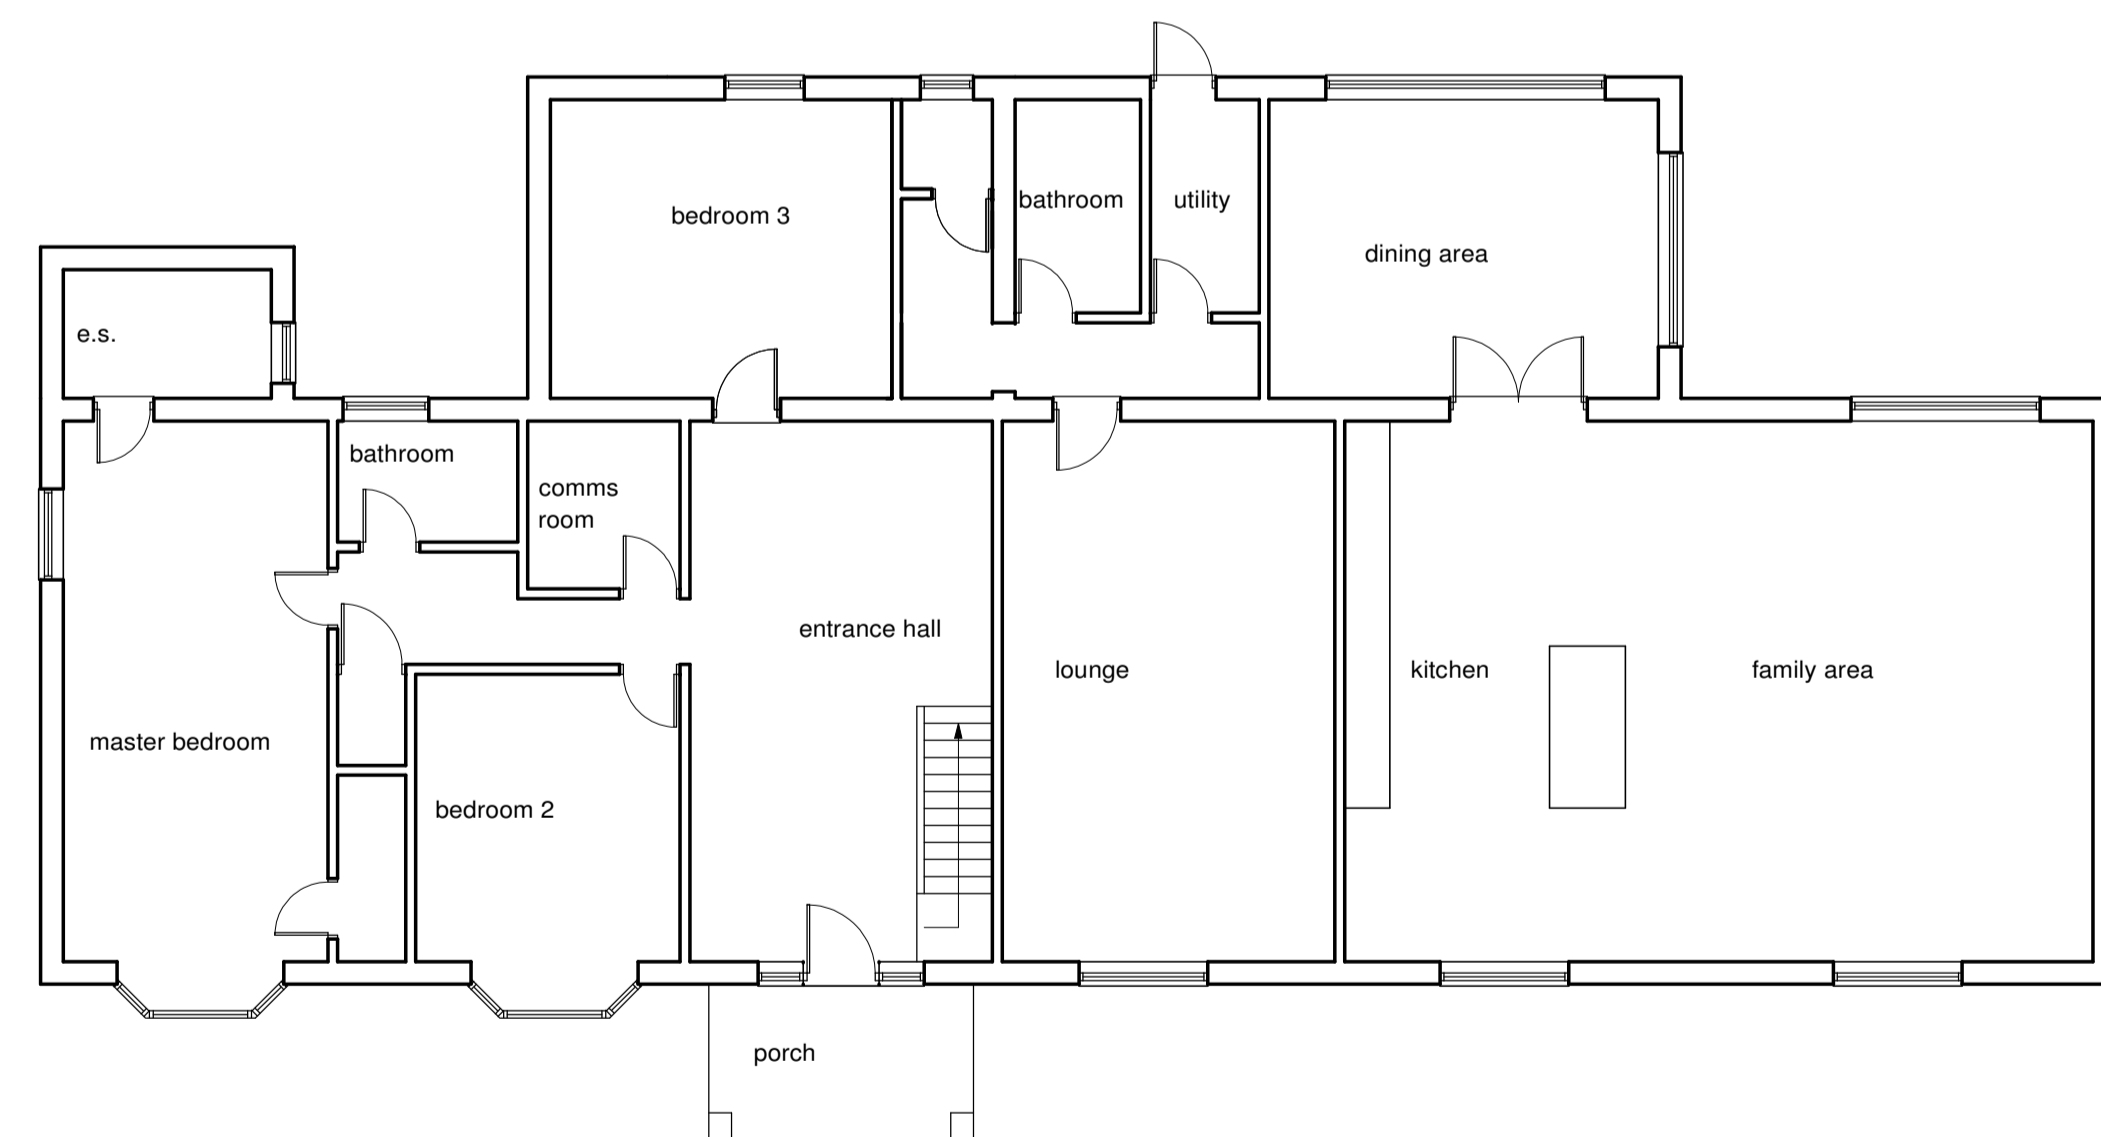 bedroom 3
bathroom
utility
dining area
e.s.
bathroom
comms
room
entrance hall
lounge
kitchen
family area
master bedroom
bedroom 2
porch